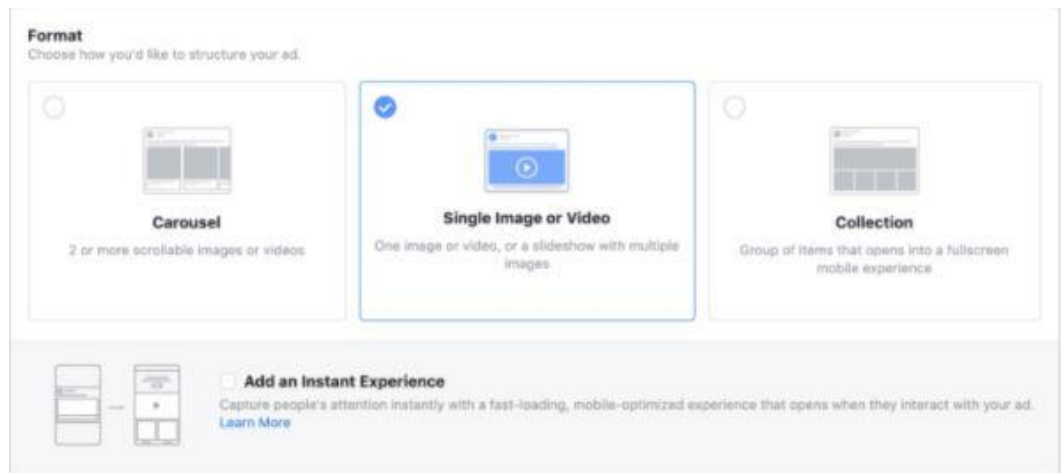 Format
Choose how you'd like to structure your ad.
Carousel
2 or more scrollable images or videos
Single Image or Video
One image or video, or a slideshow with multiple
images
Collection
Group of items that opens into a fullscreen
mobile experience
Add an Instant Experience
Capture people's attention instantly with a fast-loading, mobile-optimized experience that opens when they interact with your ad.
Learn More